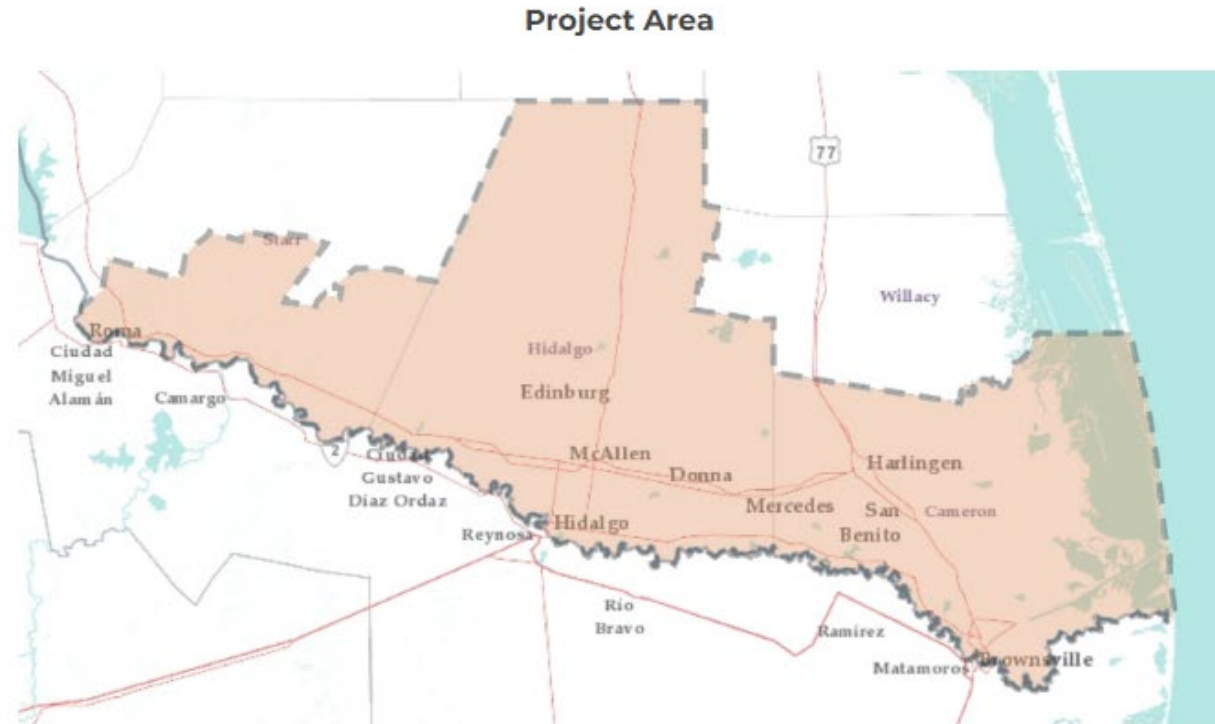 Project Area
77
Starr
Willacy
Roma
Ciudad
Miguel
Alamán
Hidalgo
Edinburg
Camargo
2
Ciudad
Gustavo
Díaz Ordaz
McAllen
Donna
Harlingen
Mercedes
San
Benito
Cameron
Reynosa
Hidalgo
Río
Bravo
Ramírez
Matamoros
Brownsville